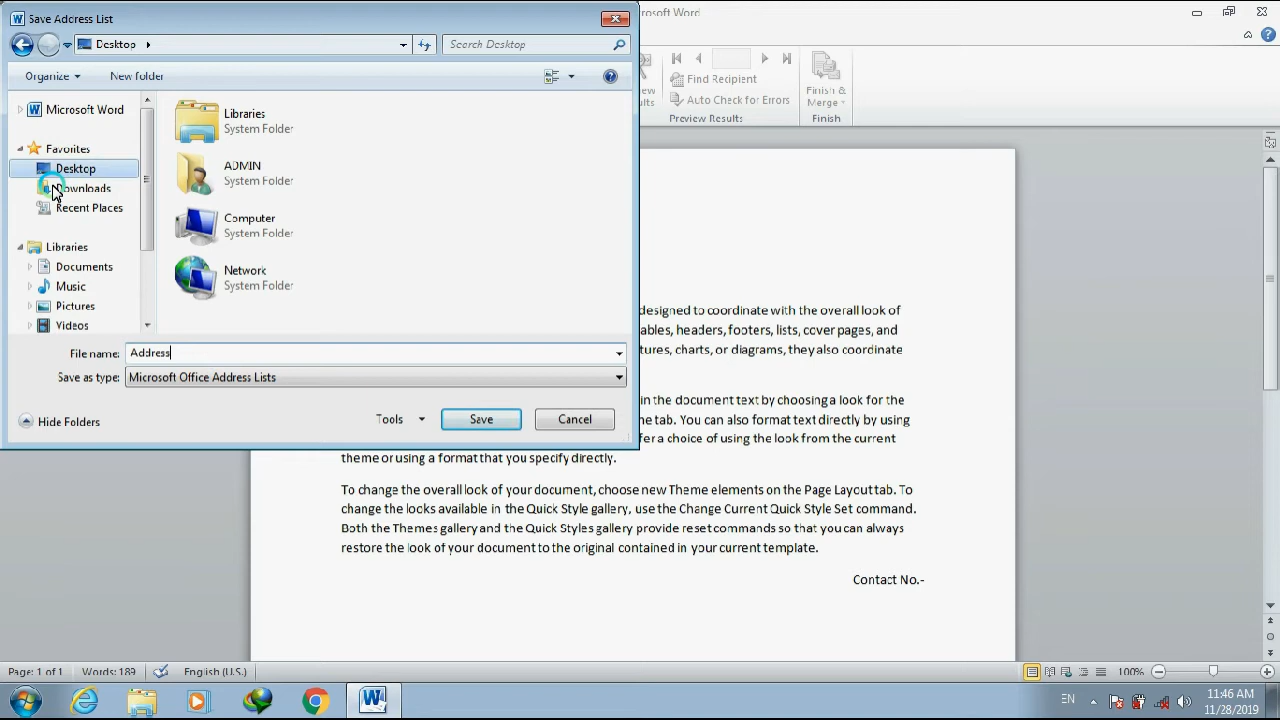 Save Address List
rosoft Word
Desktop
Search Desktop
Organize
New folder
Microsoft Word
Favorites
Desktop
Downloads
Recent Places
Libraries
Documents
Music
Pictures
Videos
Libraries
System Folder
ADMIN
System Folder
Computer
System Folder
Network
System Folder
File name: Address
Save as type: Microsoft Office Address Lists
Hide Folders
Tools
Save
Cancel
ew
ults
Find Recipient
Auto Check for Errors
Preview Results
Finish &
Merge
Finish
designed to coordinate with the overall look of
ables, headers, footers, lists, cover pages, and
tures, charts, or diagrams, they also coordinate
in the document text by choosing a look for the
me tab. You can also format text directly by using
fer a choice of using the look from the current
theme or using a format that you specify directly.
To change the overall look of your document, choose new Theme elements on the Page Layout tab. To
change the looks available in the Quick Style gallery, use the Change Current Quick Style Set command.
Both the Themes gallery and the Quick Styles gallery provide reset commands so that you can always
restore the look of your document to the original contained in your current template.
Contact No.-
Page: 1 of 1
Words: 189
English (U.S.)
100%
EN
11:46 AM
11/28/2019